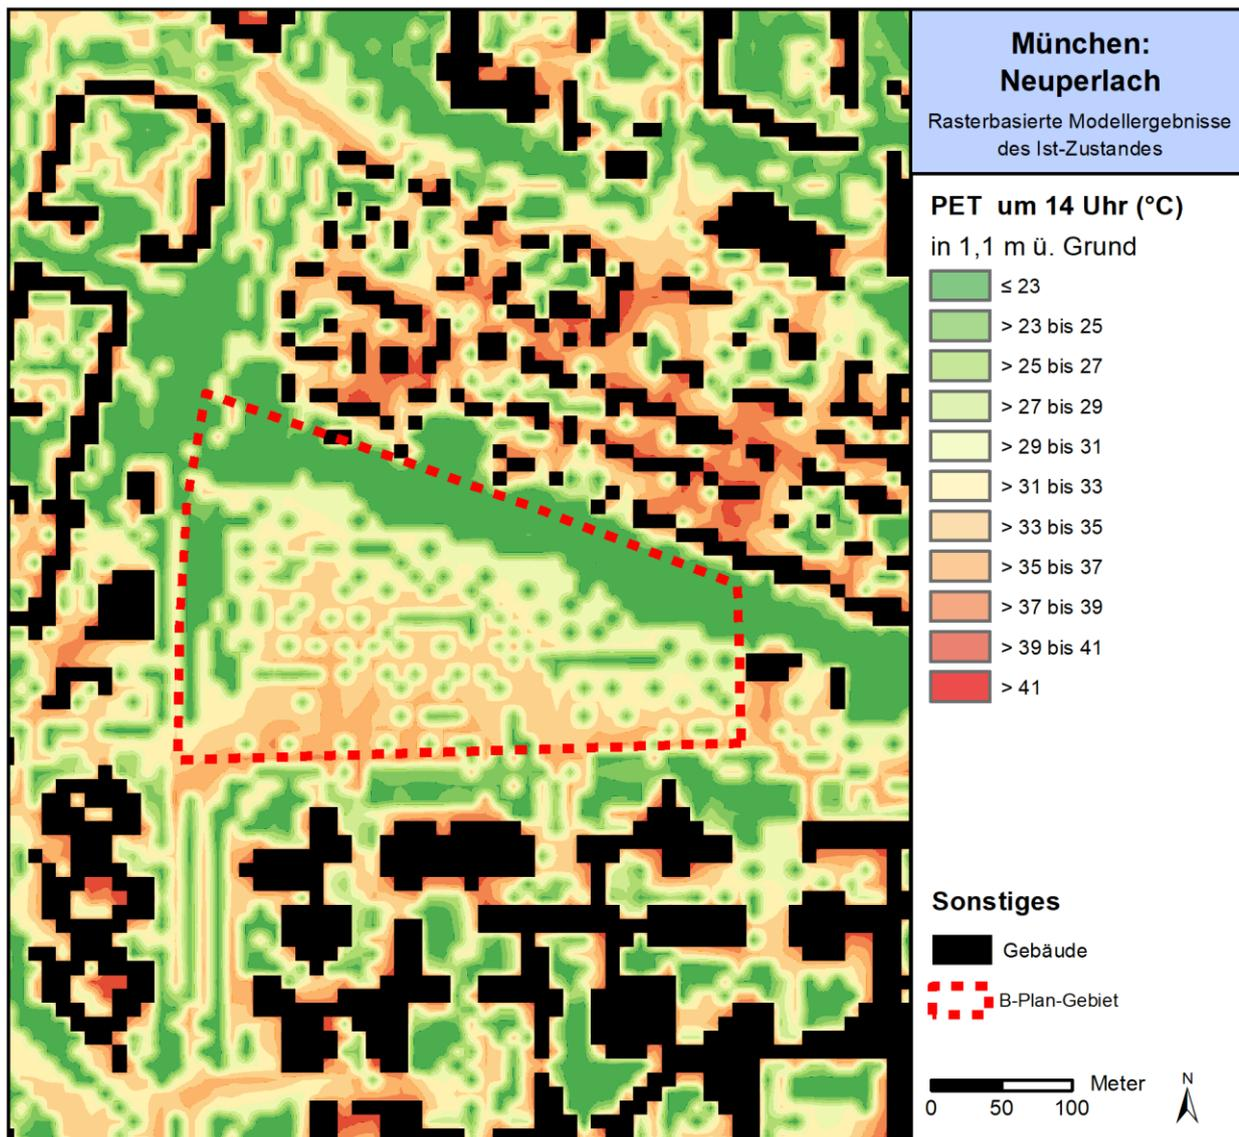 München:
Neuperlach
Rasterbasierte Modellergebnisse
des Ist-Zustandes
PET um 14 Uhr (°C)
in 1,1 m ü. Grund
≤ 23
> 23 bis 25
> 25 bis 27
> 27 bis 29
> 29 bis 31
> 31 bis 33
> 33 bis 35
> 35 bis 37
> 37 bis 39
> 39 bis 41
> 41
Sonstiges
Gebäude
B-Plan-Gebiet
Meter
N
0 50 100